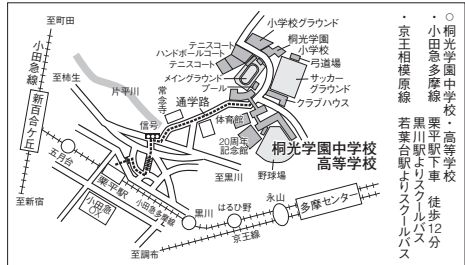 ○桐光学園中学校・高等学校
・小田急多摩線　栗平駅下車　徒歩12分
黒川駅よりスクールバス
・京王相模原線　若葉台駅よりスクールバス
至町田
小田急線
至柿生
新百合ヶ丘
至新宿
片平川
常念寺
通学路
信号
五月台
栗平駅
小田急OX
小田急多摩線
テニスコート
ハンドボールコート
テニスコート
メイングラウンド
プール
小学校グラウンド
桐光学園
小学校
弓道場
サッカー
グラウンド
クラブハウス
体育館
20周年
記念館
桐光学園中学校
高等学校
野球場
至黒川
黒川
はるひ野
永山
多摩センター
京王線
至調布